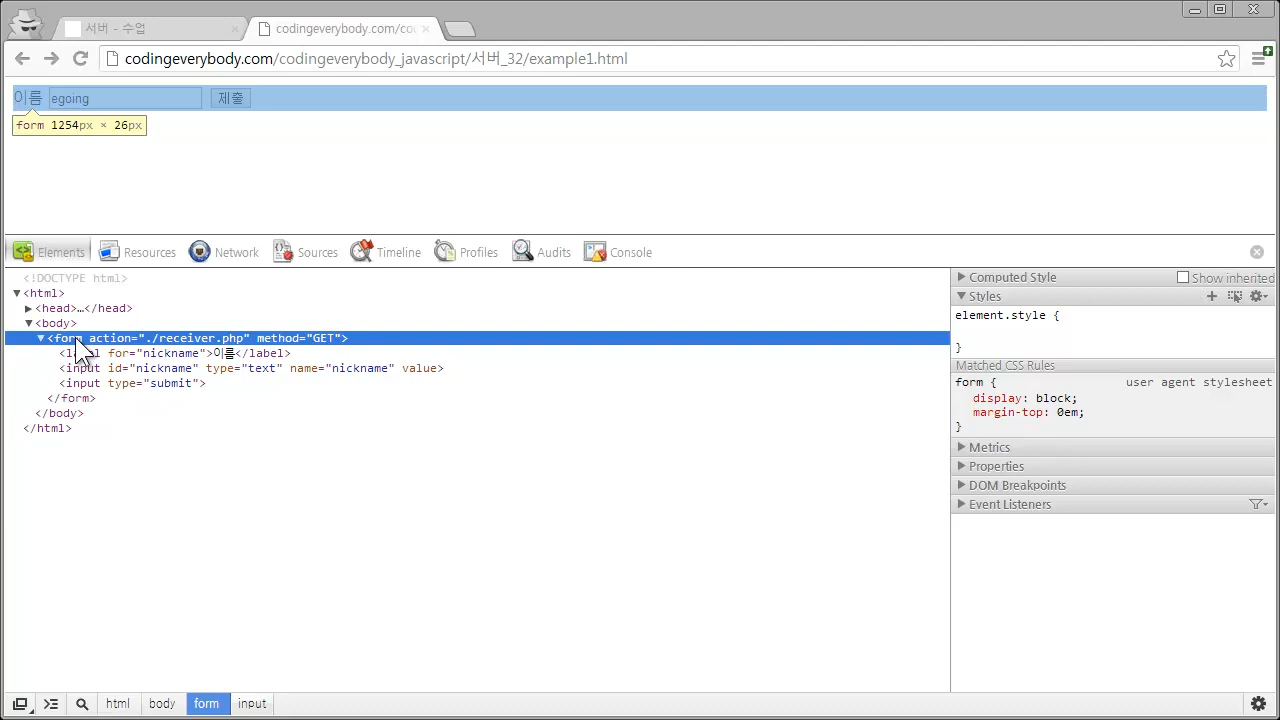 서버 - 수업
codingeverybody.com/co
codingeverybody.com/codingeverybody_javascript/서버_32/example1.html
이름 egoing 제출
form 1254px × 26px
Elements Resources Network Sources Timeline Profiles Audits Console
<!DOCTYPE html>
<html>
<head>…</head>
<body>
<form action="./receiver.php" method="GET">
<label for="nickname">이름</label>
<input id="nickname" type="text" name="nickname" value>
<input type="submit">
</form>
</body>
</html>
Computed Style Show inherited
Styles
element.style {
}
Matched CSS Rules
form { user agent stylesheet
display: block;
margin-top: 0em;
}
Metrics
Properties
DOM Breakpoints
Event Listeners
html body form input